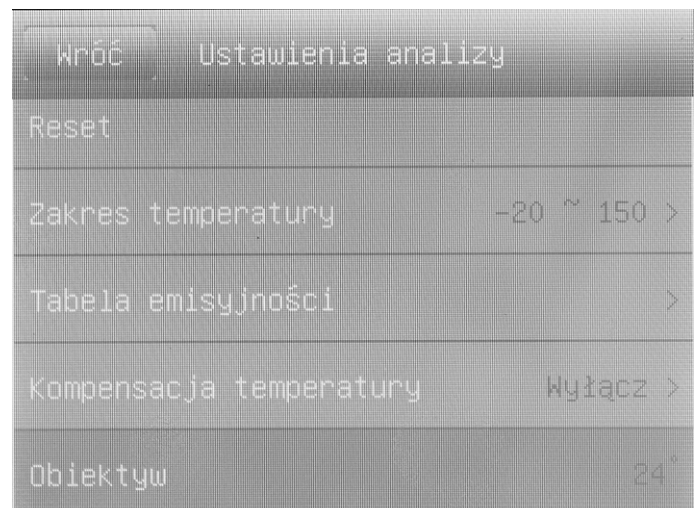 Wróć Ustawienia analizy
Reset
Zakres temperatury -20 ~ 150 >
Tabela emisyjności >
Kompensacja temperatury Wyłącz >
Obiektyw 24°